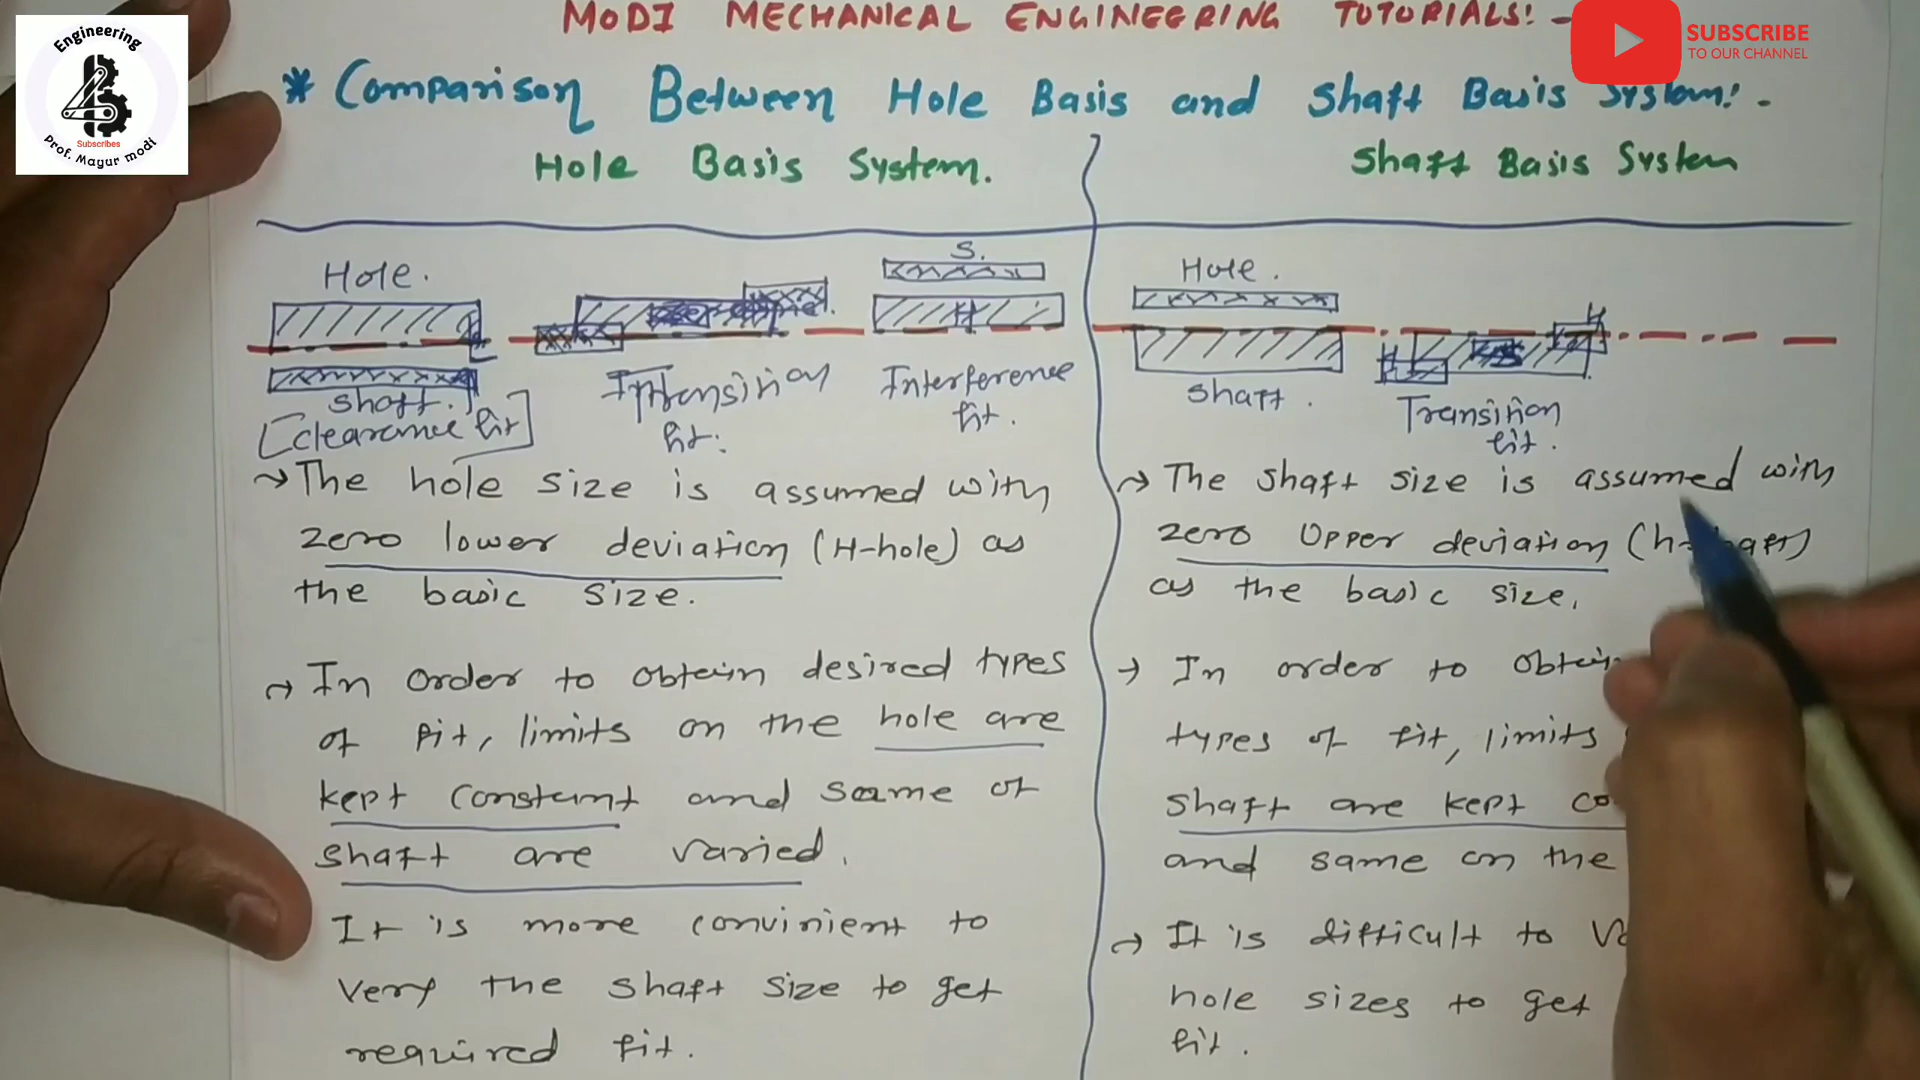 MODI MECHANICAL ENGINEERING TUTORIALS! -
SUBSCRIBE
TO OUR CHANNEL
Engineering
Subscribes
Prof. Mayur modi
* Comparison Between Hole Basis and Shaft Basis System! -
Hole Basis System.
Hole.
Shaft.
[Clearance fit]
fit.
S.
H
Interference
fit.
→ The hole size is assumed with
zero lower deviation (H-hole) as
the basic size.
→ In order to obtain desired types
of fit, limits on the hole are
kept constant and same of
shaft are varied.
It is more convinient to
very the shaft size to get
required fit.
Shaft Basis System
Hole.
Shaft.
H
H
Transition
fit.
→ The shaft size is assumed with
zero Upper deviation
as the basic size.
→ In order to
types of fit, limits
shaft are kept
and same on the
→ It is difficult to
hole sizes to get
fit.